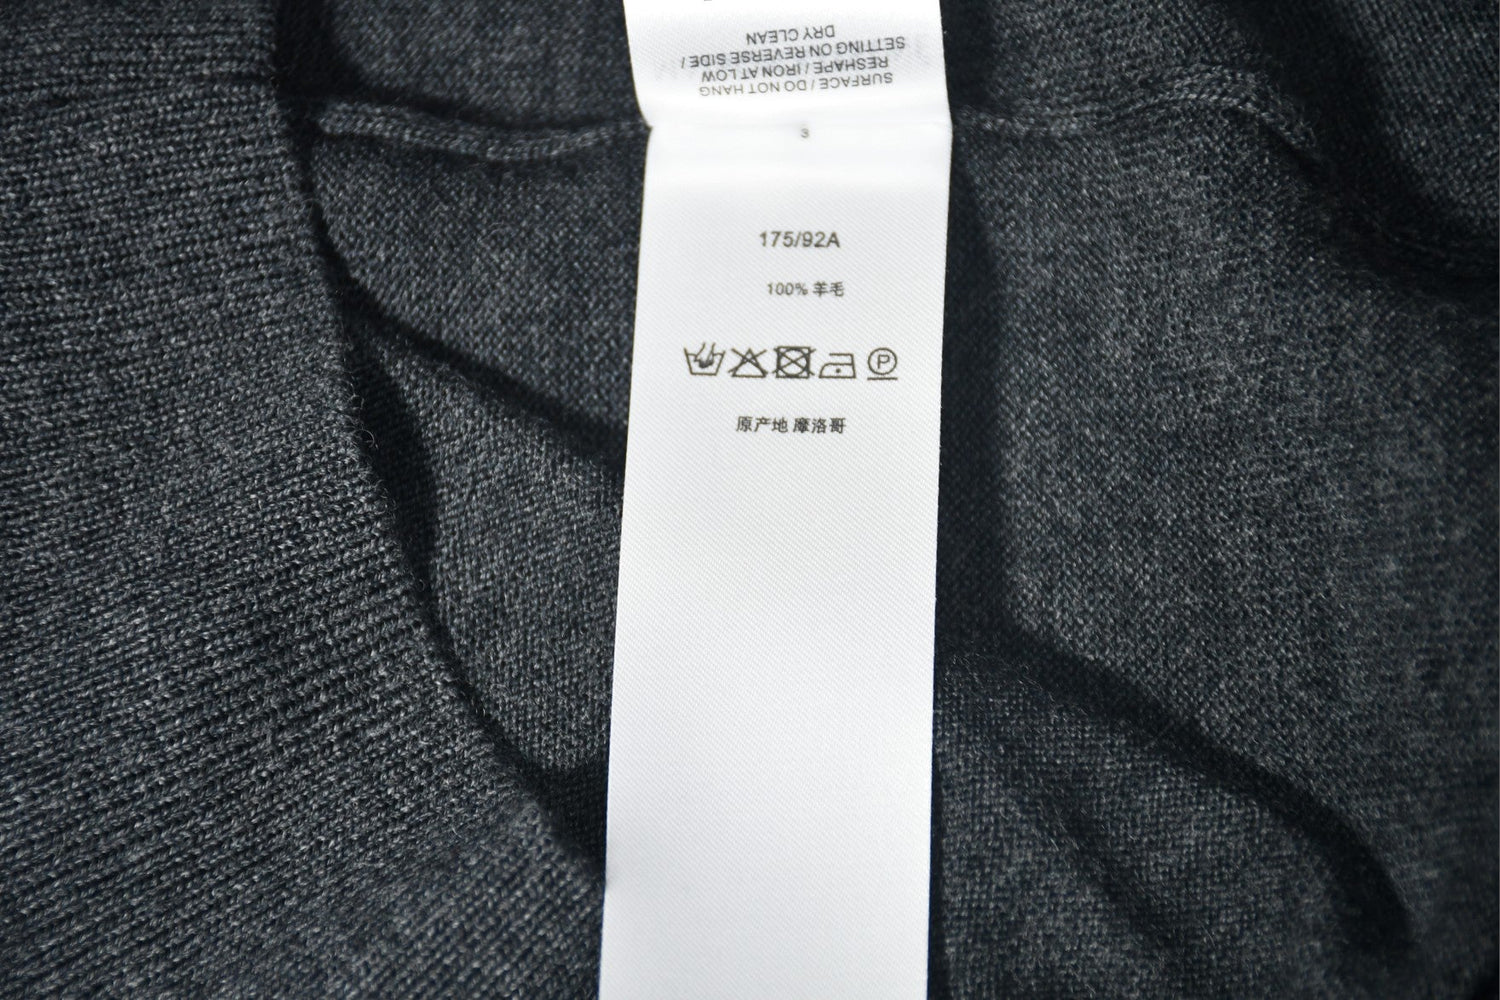 SURFACE / DO NOT HANG
RESHAPE / IRON AT LOW
SETTING ON REVERSE SIDE /
DRY CLEAN
3
175/92A
100% 羊毛
P
原产地 摩洛哥